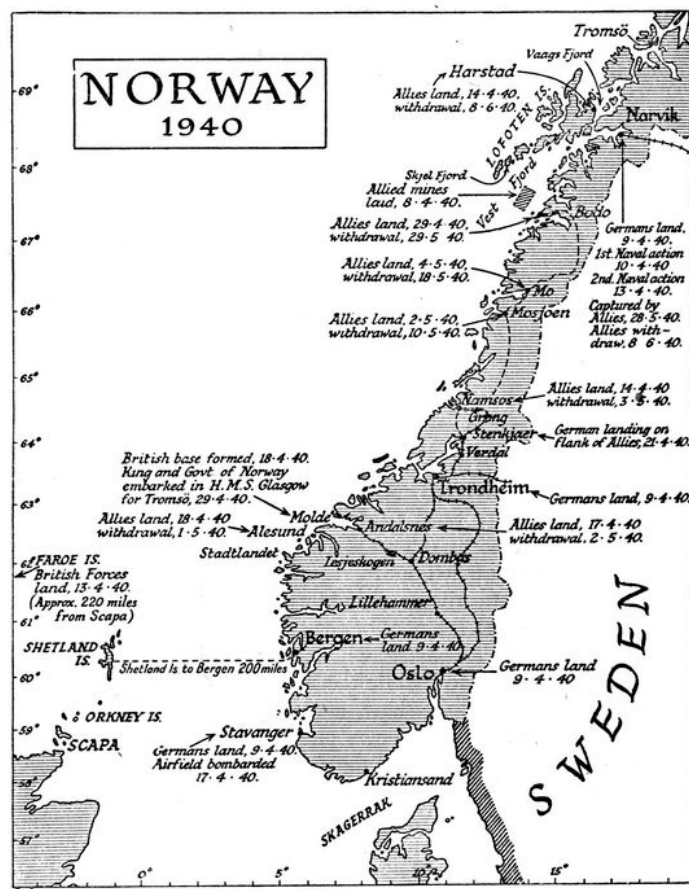 NORWAY
1940
Tromsö
Vaags Fjord
Harstad
Allies land, 14.4.40,
withdrawal, 8.6.40.
69°
LOFOTEN IS.
Narvik
68°
Skjel Fjord
Vest Fjord
Allied mines
laid, 8.4.40.
Bodo
Allies land, 29.4.40,
withdrawal, 29.5 40.
Germans land,
9.4.40.
1st. Naval action
10.4.40
2nd. Naval action
13.4.40.
Captured by
Allies, 28.5.40.
Allies with-
draw, 8 6.40.
67°
Allies land, 4.5.40,
withdrawal, 18.5.40.
Mo
66°
Mosjoen
Allies land, 2.5.40,
withdrawal, 10.5.40.
65°
Namsos
Allies land, 14.4.40
withdrawal, 3.5.40.
Grong
Stenkjaer
German landing on
flank of Allies, 21.4.40.
64°
Verdal
British base formed, 18.4.40.
King and Govt of Norway
embarked in H.M.S. Glasgow
for Tromsö, 29.4.40.
Trondheim
Germans land, 9.4.40.
63°
Molde
Allies land, 18.4.40
withdrawal, 1.5.40.
Alesund
Andalsnes
Allies land, 17.4.40
withdrawal, 2.5.40.
Stadtlandet
Lesjeskogen
Dombas
62°
FAROE IS.
British Forces
land, 13.4.40.
(Approx. 220 miles
from Scapa)
Lillehammer
61°
SHETLAND
IS.
Bergen
Germans
land 9.4.40.
Shetland Is to Bergen 200 miles
60°
Oslo
Germans land
9.4.40
SWEDEN
ORKNEY IS.
SCAPA
59°
Stavanger
Germans land, 9.4.40.
Airfield bombarded
17.4.40.
Kristiansand
58°
SKAGERRAK
57°
0° 5° 10° 15°